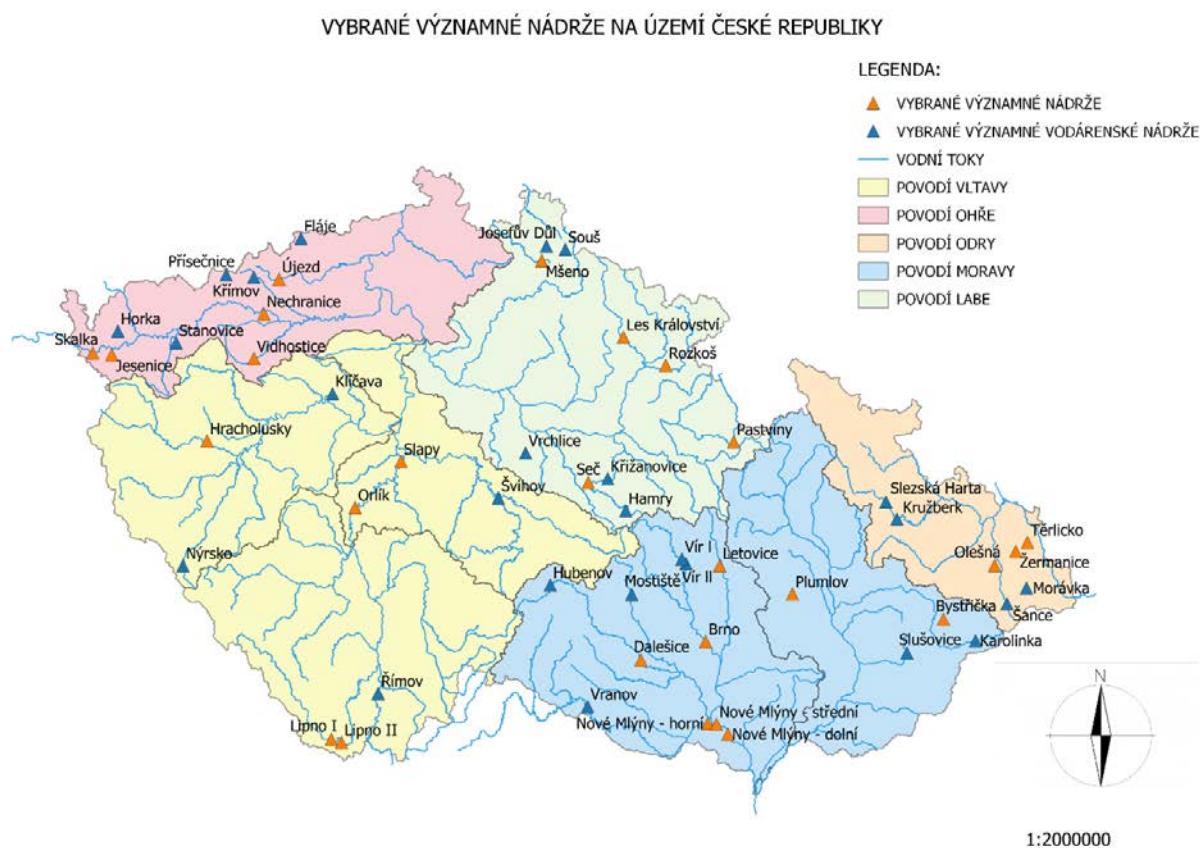 VYBRANÉ VÝZNAMNÉ NÁDRŽE NA ÚZEMÍ ČESKÉ REPUBLIKY
LEGENDA:
VYBRANÉ VÝZNAMNÉ NÁDRŽE
VYBRANÉ VÝZNAMNÉ VODÁRENSKÉ NÁDRŽE
VODNÍ TOKY
POVODÍ VLTAVY
POVODÍ OHŘE
POVODÍ ODRY
POVODÍ MORAVY
POVODÍ LABE
Fláje
Josefův Důl
Souš
Přísečnice
Újezd
Mšeno
Křímov
Nechranice
Horka
Stanovice
Les Království
Skalka
Jesenice
Vidhostice
Rozkoš
Klíčava
Hracholusky
Pastviny
Slapy
Vrchlice
Seč
Křižanovice
Orlík
Švihov
Hamry
Slezská Harta
Kružberk
Těrlicko
Olešná
Žermanice
Nýrsko
Vír I
Letovice
Vír II
Hubenov
Mostiště
Plumlov
Morávka
Bystřička
Šance
Brno
Slušovice
Karolinka
Dalešice
Římov
Vranov
Nové Mlýny - střední
Nové Mlýny - horní
Lipno I
Lipno II
Nové Mlýny - dolní
N
1:2000000